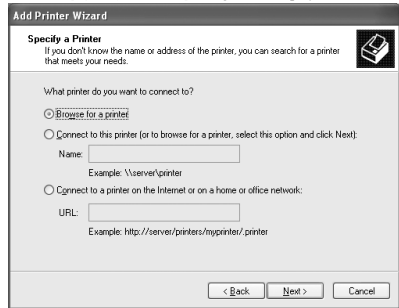 Add Printer Wizard
Specify a Printer
If you don't know the name or address of the printer, you can search for a printer
that meets your needs.
What printer do you want to connect to?
Browse for a printer
Connect to this printer (or to browse for a printer, select this option and click Next):
Name:
Example: \\server\printer
Connect to a printer on the Internet or on a home or office network:
URL:
Example: http://server/printers/myprinter/.printer
< Back Next > Cancel